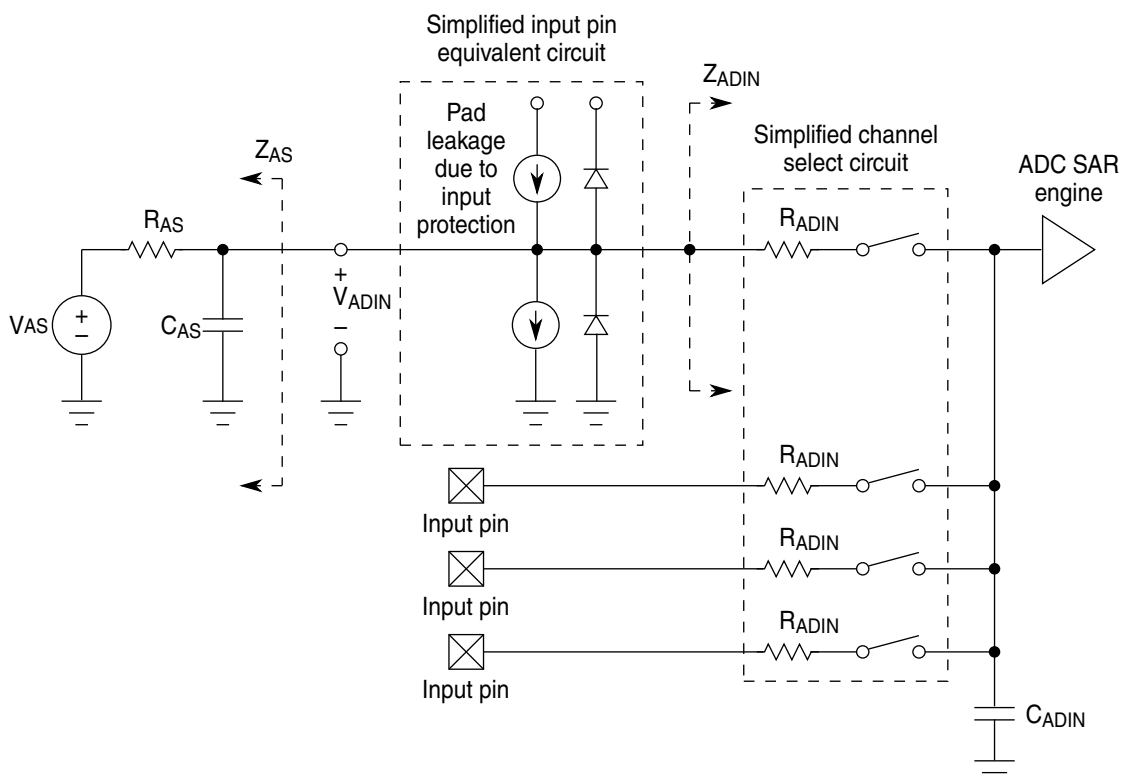 Simplified input pin
equivalent circuit
ZADIN
Pad
leakage
due to
input
protection
Simplified channel
select circuit
ADC SAR
engine
ZAS
RAS
RADIN
+
VADIN
–
VAS
+
–
CAS
RADIN
Input pin
RADIN
Input pin
RADIN
Input pin
CADIN